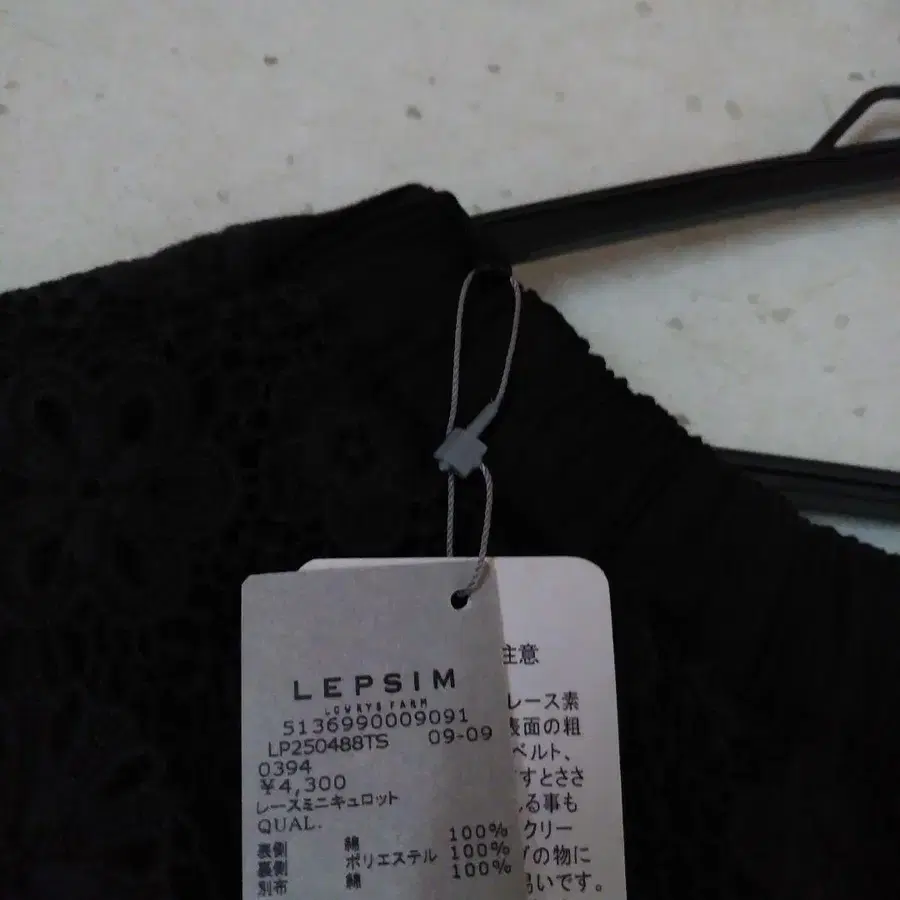 LEPSIM
LOWRYS FARM
5136990009091
LP250488TS 09-09
0394
¥4,300
レースミニキュロット
QUAL.
表側 綿 100%
裏側 ポリエステル 100%
別布 綿 100%
注意
レース素
表面の粗
ベルト、
すとささ
れる事も
クリー
グの物に
易いです。